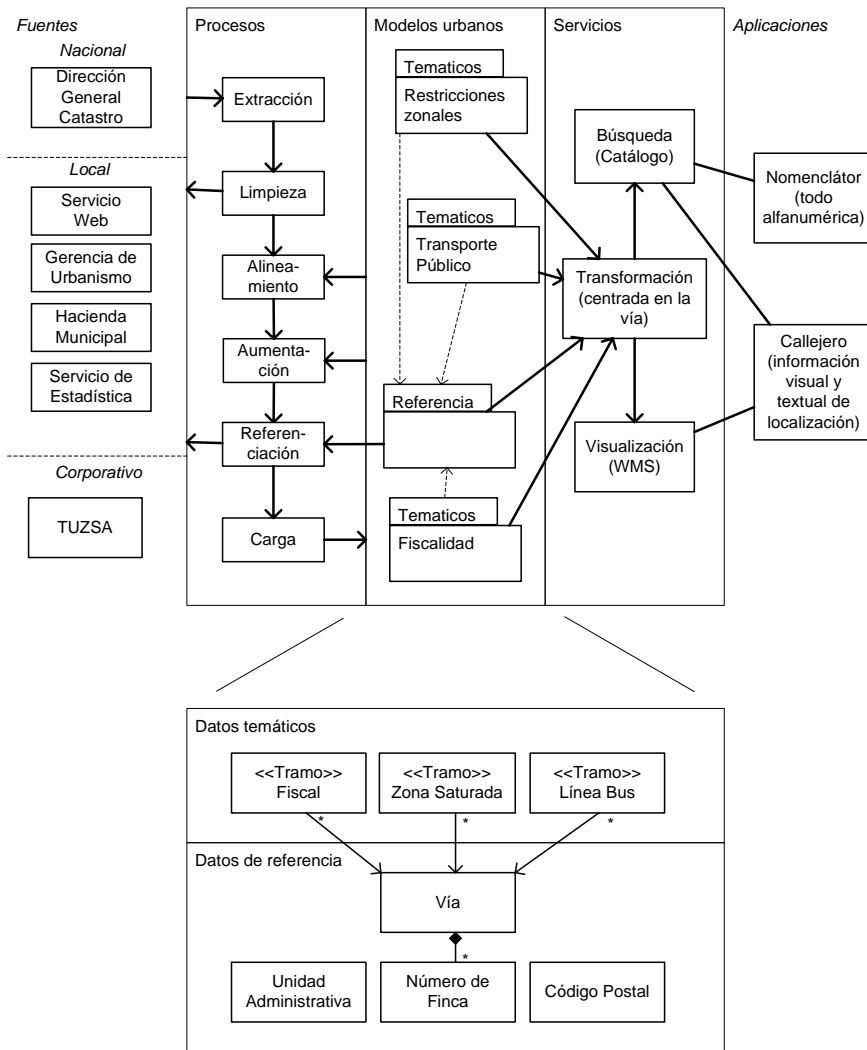 Fuentes
Procesos
Modelos urbanos
Servicios
Aplicaciones
Nacional
Dirección
General
Catastro
Local
Servicio
Web
Gerencia de
Urbanismo
Hacienda
Municipal
Servicio de
Estadística
Corporativo
TUZSA
Extracción
Limpieza
Alinea-
miento
Aumenta-
ción
Referen-
ciación
Carga
Tematicos
Restricciones
zonales
Tematicos
Transporte
Público
Referencia
Tematicos
Fiscalidad
Búsqueda
(Catálogo)
Transformación
(centrada en la
vía)
Visualización
(WMS)
Nomenclátor
(todo
alfanumérica)
Callejero
(información
visual y
textual de
localización)
Datos temáticos
<<Tramo>>
Fiscal
<<Tramo>>
Zona Saturada
<<Tramo>>
Línea Bus
*
*
*
Datos de referencia
Vía
*
Unidad
Administrativa
Número de
Finca
Código Postal